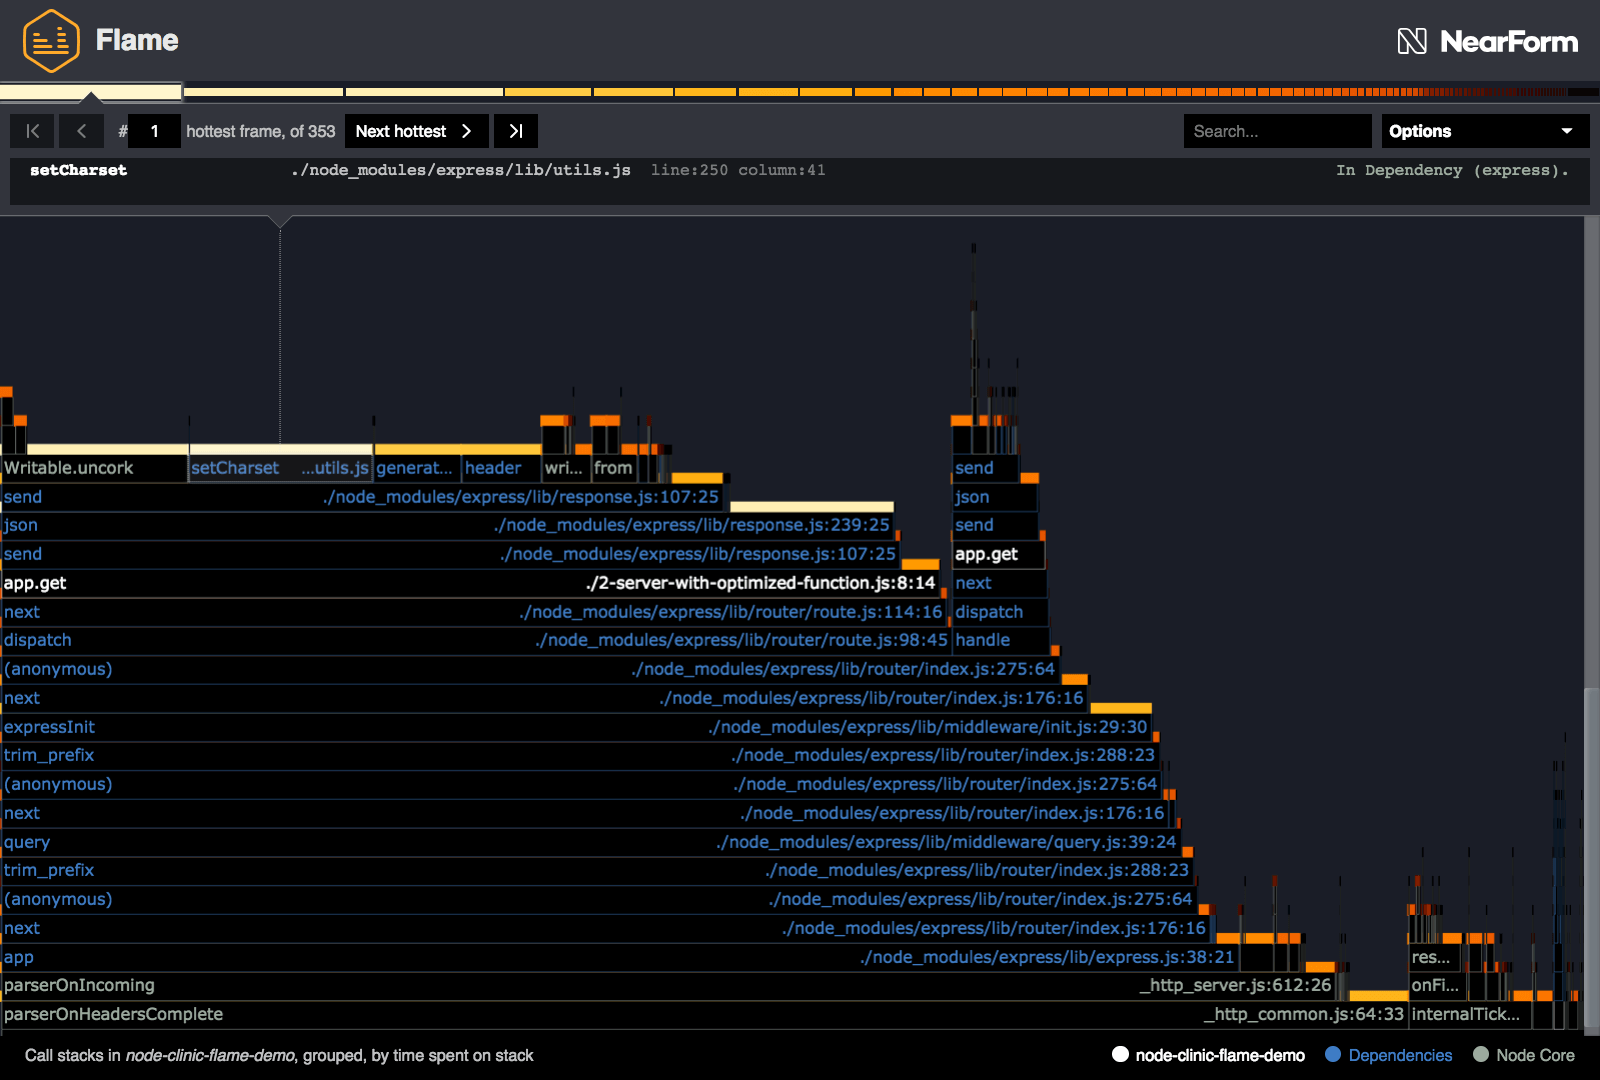 Flame
NearForm
# 1 hottest frame, of 353 Next hottest
Search...
Options
setCharset ./node_modules/express/lib/utils.js line:250 column:41 In Dependency (express).
Writable.uncork setCharset ...utils.js generat... header wri... from send
send ./node_modules/express/lib/response.js:107:25 json
json ./node_modules/express/lib/response.js:239:25 send
send ./node_modules/express/lib/response.js:107:25 app.get
app.get ./2-server-with-optimized-function.js:8:14 next
next ./node_modules/express/lib/router/route.js:114:16 dispatch
dispatch ./node_modules/express/lib/router/route.js:98:45 handle
(anonymous) ./node_modules/express/lib/router/index.js:275:64
next ./node_modules/express/lib/router/index.js:176:16
expressInit ./node_modules/express/lib/middleware/init.js:29:30
trim_prefix ./node_modules/express/lib/router/index.js:288:23
(anonymous) ./node_modules/express/lib/router/index.js:275:64
next ./node_modules/express/lib/router/index.js:176:16
query ./node_modules/express/lib/middleware/query.js:39:24
trim_prefix ./node_modules/express/lib/router/index.js:288:23
(anonymous) ./node_modules/express/lib/router/index.js:275:64
next ./node_modules/express/lib/router/index.js:176:16
app ./node_modules/express/lib/express.js:38:21 res...
parserOnIncoming _http_server.js:612:26 onFi...
parserOnHeadersComplete _http_common.js:64:33 internalTick...
Call stacks in node-clinic-flame-demo, grouped, by time spent on stack
node-clinic-flame-demo Dependencies Node Core